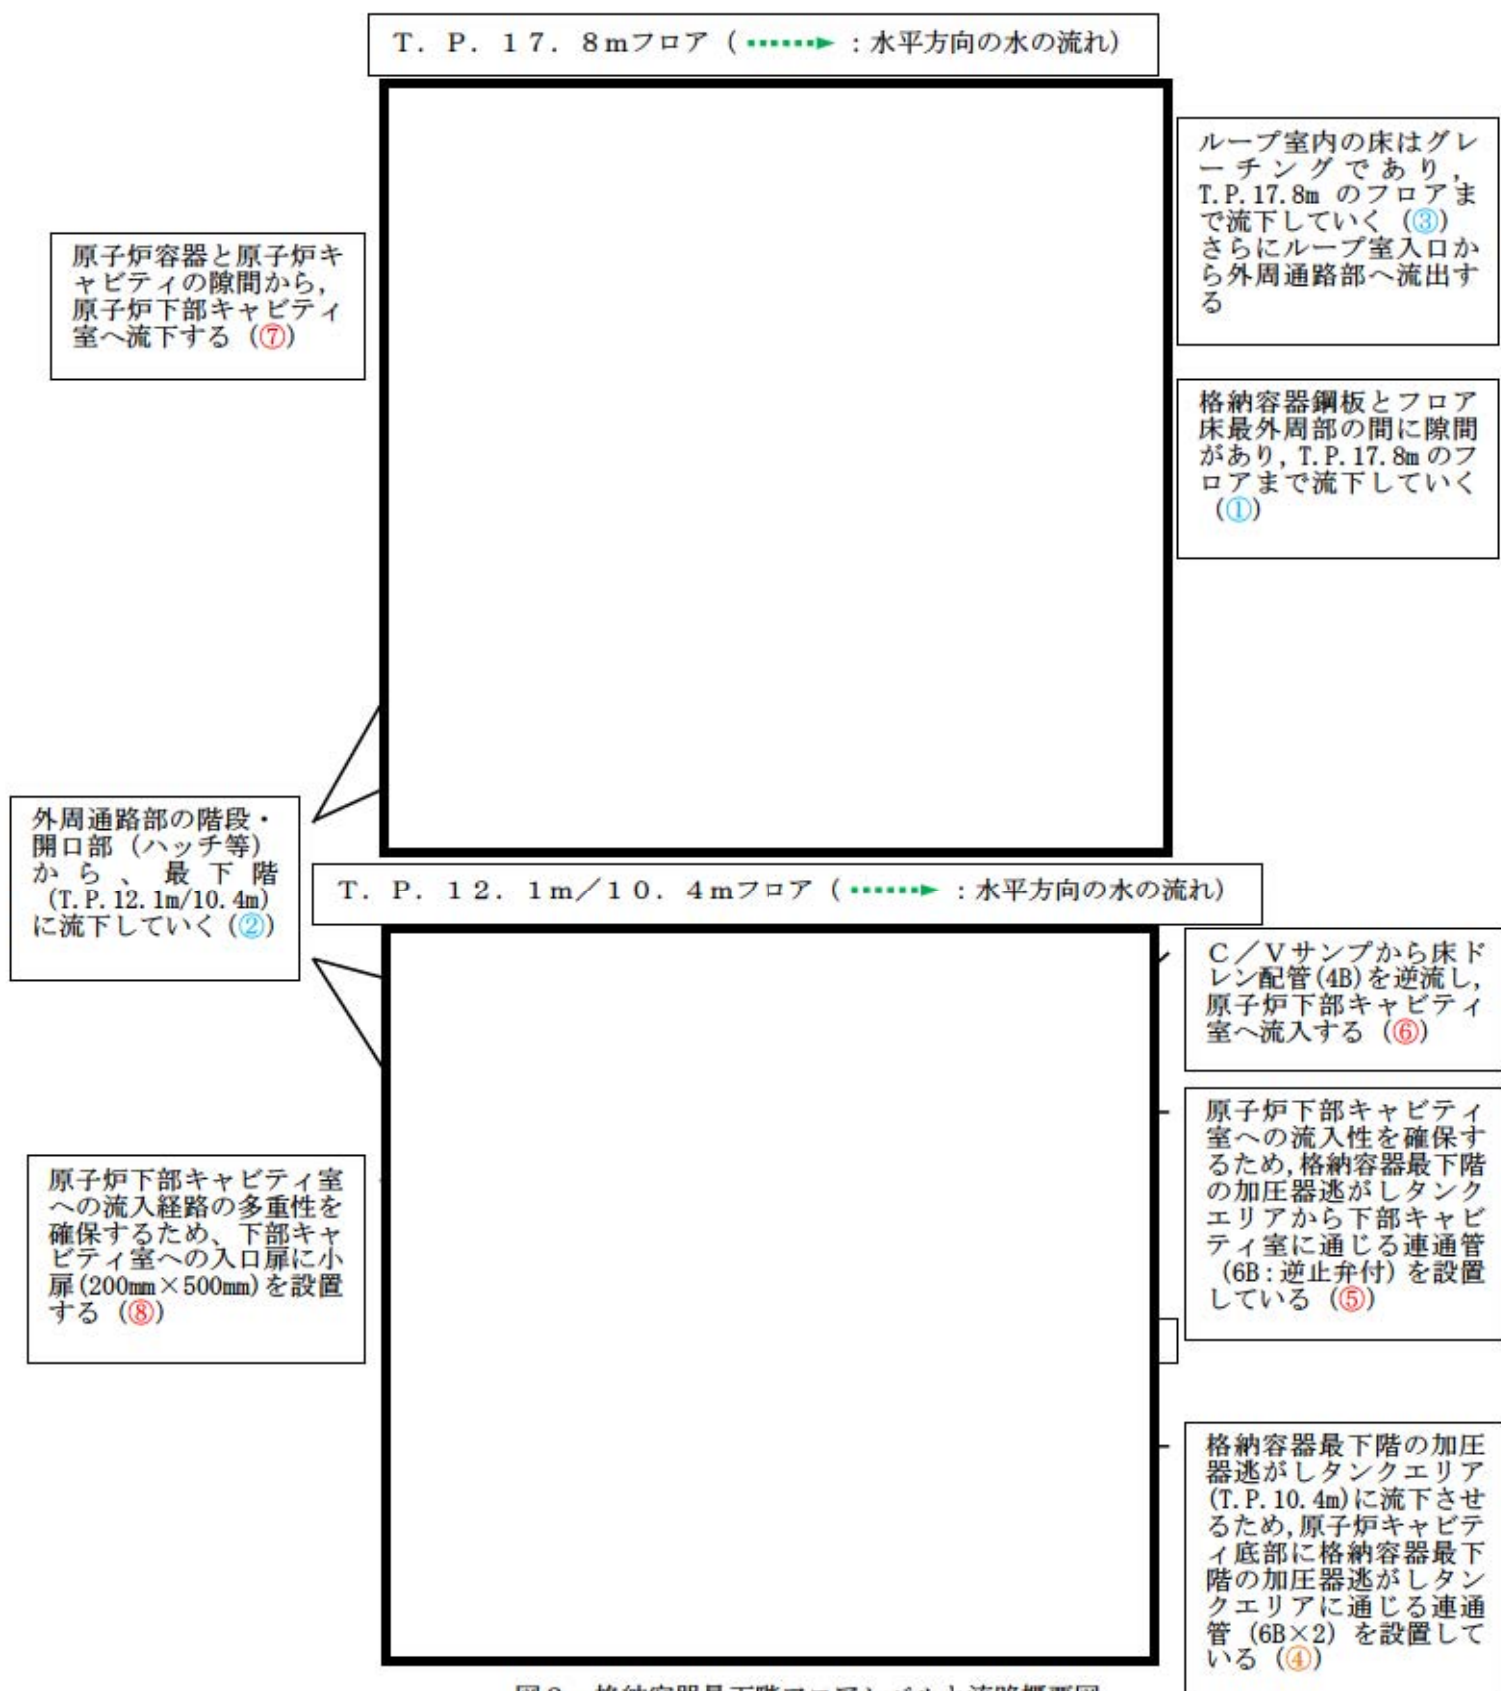 T. P. 17. 8mフロア ( : 水平方向の水の流れ)
ループ室内の床はグレ
ーチングであり，
T.P.17.8m のフロアま
で流下していく (③)
さらにループ室入口か
ら外周通路部へ流出す
る
原子炉容器と原子炉キ
ャビティの隙間から，
原子炉下部キャビティ
室へ流下する (⑦)
格納容器鋼板とフロア
床最外周部の間に隙間
があり，T.P.17.8mのフ
ロアまで流下していく
(①)
外周通路部の階段・
開口部（ハッチ等）
から、最下階
(T.P.12.1m/10.4m)
に流下していく(②)
T. P. 12. 1m／10. 4mフロア ( : 水平方向の水の流れ)
C／Vサンプから床ド
レン配管(4B)を逆流し，
原子炉下部キャビティ
室へ流入する (⑥)
原子炉下部キャビティ
室への流入性を確保す
るため，格納容器最下階
の加圧器逃がしタンク
エリアから下部キャビ
ティ室に通じる連通管
(6B：逆止弁付) を設置
している (⑤)
原子炉下部キャビティ室
への流入経路の多重性を
確保するため、下部キャ
ビティ室への入口扉に小
扉(200mm×500mm)を設置
する (⑧)
格納容器最下階の加圧
器逃がしタンクエリア
(T.P.10.4m)に流下させ
るため，原子炉キャビテ
ィ底部に格納容器最下
階の加圧器逃がしタン
クエリアに通じる連通
管 (6B×2) を設置して
いる (④)